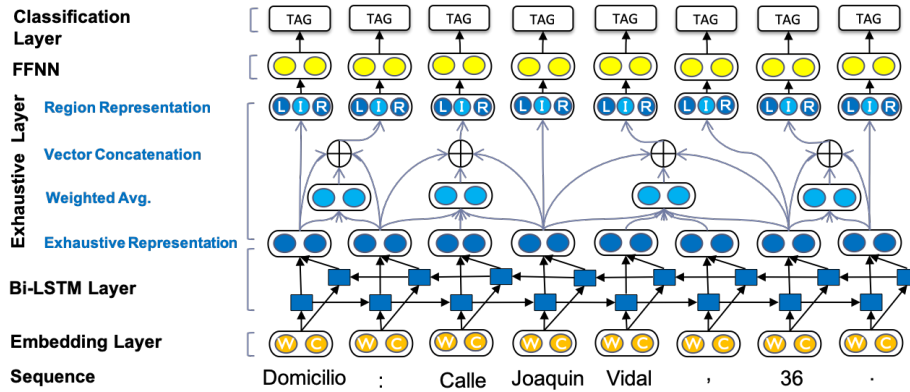 Classification Layer
TAG TAG TAG TAG TAG TAG TAG TAG
FFNN
Exhaustive Layer
Region Representation
L I R L I R L I R L I R L I R L I R L I R L I R
Vector Concatenation
Weighted Avg.
Exhaustive Representation
Bi-LSTM Layer
Embedding Layer
W C W C W C W C W C W C W C W C
Sequence
Domicilio : Calle Joaquin Vidal , 36 .